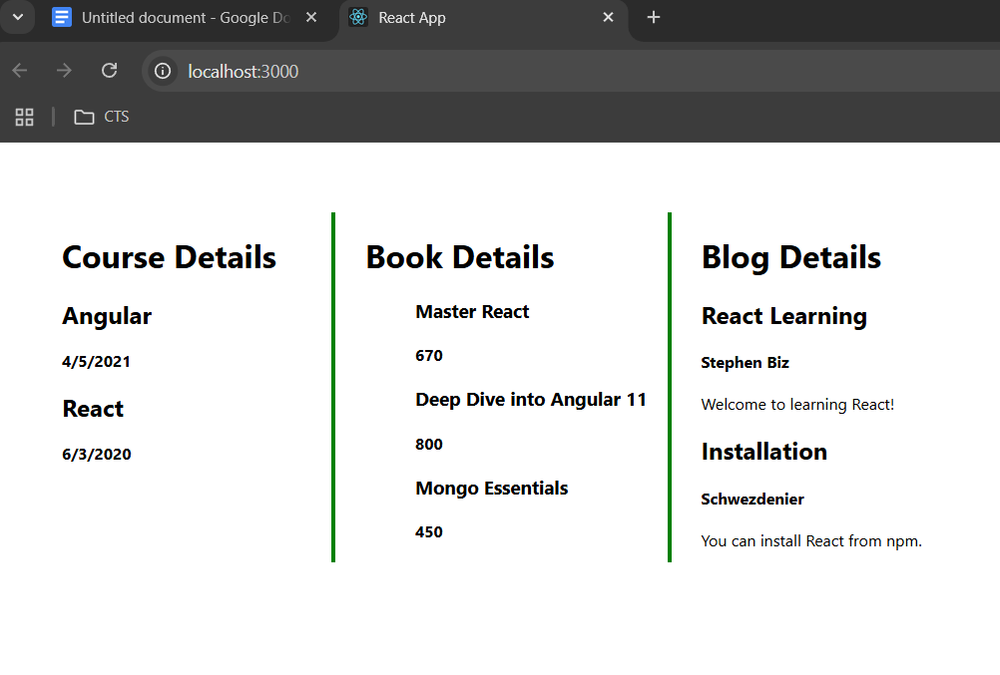 Untitled document - Google Do
React App
localhost:3000
CTS
Course Details
Angular
4/5/2021
React
6/3/2020
Book Details
Master React
670
Deep Dive into Angular 11
800
Mongo Essentials
450
Blog Details
React Learning
Stephen Biz
Welcome to learning React!
Installation
Schwezdenier
You can install React from npm.